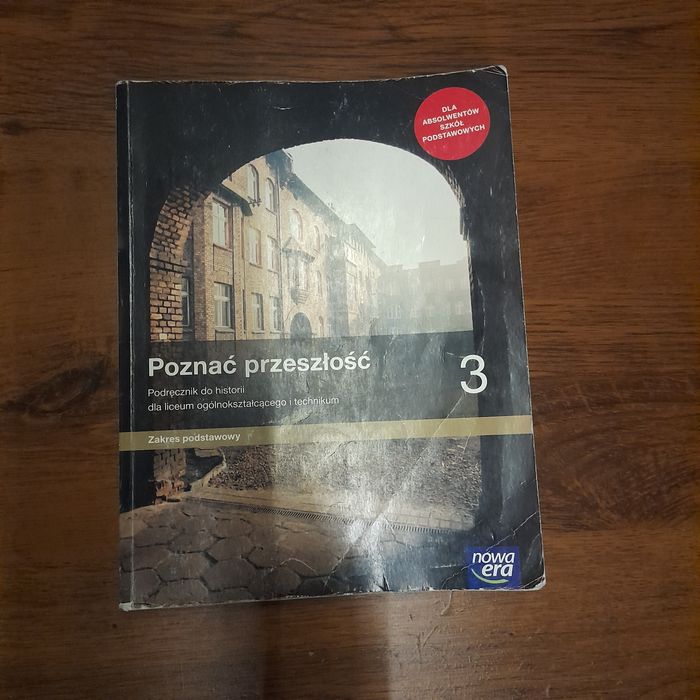 DLA
ABSOLWENTÓW
SZKÓŁ
PODSTAWOWYCH
Poznać przeszłość
3
Podręcznik do historii
dla liceum ogólnokształcącego i technikum
Zakres podstawowy
nowa
era